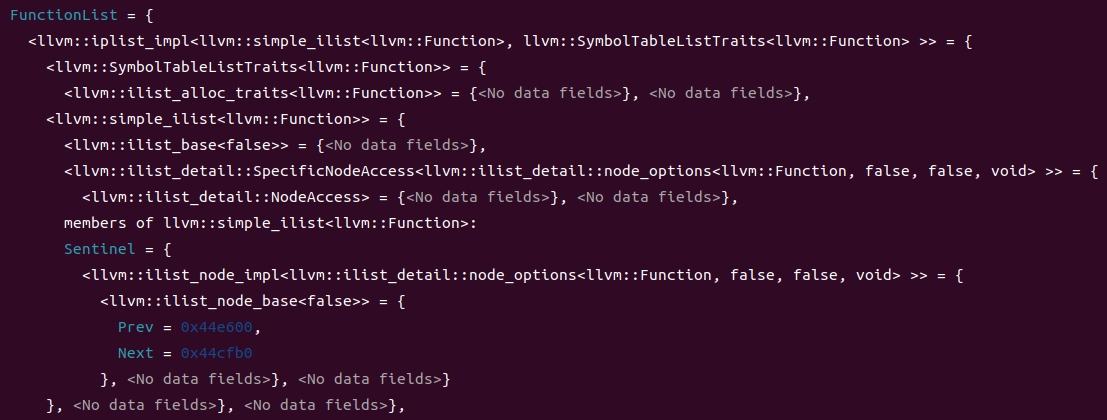 FunctionList = {
<llvm::iplist_impl<llvm::simple_ilist<llvm::Function>, llvm::SymbolTableListTraits<llvm::Function> >> = {
<llvm::SymbolTableListTraits<llvm::Function>> = {
<llvm::ilist_alloc_traits<llvm::Function>> = {<No data fields>}, <No data fields>},
<llvm::simple_ilist<llvm::Function>> = {
<llvm::ilist_base<false>> = {<No data fields>},
<llvm::ilist_detail::SpecificNodeAccess<llvm::ilist_detail::node_options<llvm::Function, false, false, void> >> = {
<llvm::ilist_detail::NodeAccess> = {<No data fields>}, <No data fields>},
members of llvm::simple_ilist<llvm::Function>:
Sentinel = {
<llvm::ilist_node_impl<llvm::ilist_detail::node_options<llvm::Function, false, false, void> >> = {
<llvm::ilist_node_base<false>> = {
Prev = 0x44e600,
Next = 0x44cfb0
}, <No data fields>}, <No data fields>}
}, <No data fields>}, <No data fields>},